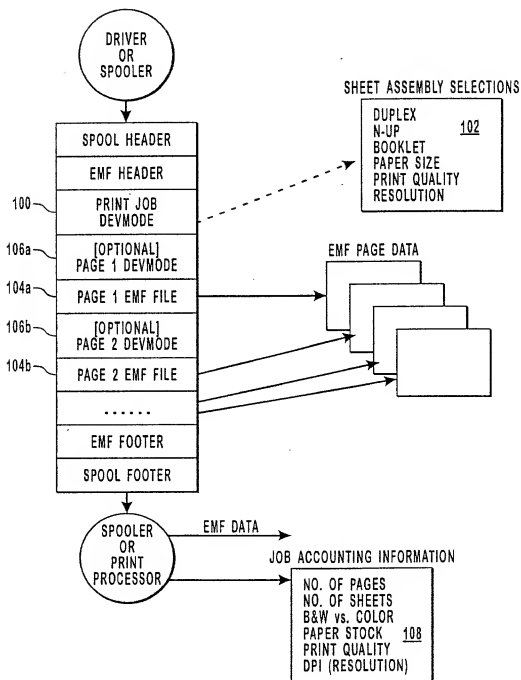 DRIVER
OR
SPOOLER
SHEET ASSEMBLY SELECTIONS
DUPLEX
N-UP
102
BOOKLET
PAPER SIZE
PRINT QUALITY
RESOLUTION
SPOOL HEADER
EMF HEADER
100
PRINT JOB
DEVMODE
106a
[OPTIONAL]
PAGE 1 DEVMODE
104a
PAGE 1 EMF FILE
106b
[OPTIONAL]
PAGE 2 DEVMODE
104b
PAGE 2 EMF FILE
......
EMF FOOTER
SPOOL FOOTER
EMF PAGE DATA
SPOOLER
OR
PRINT
PROCESSOR
EMF DATA
JOB ACCOUNTING INFORMATION
NO. OF PAGES
NO. OF SHEETS
B&W vs. COLOR
PAPER STOCK 108
PRINT QUALITY
DPI (RESOLUTION)